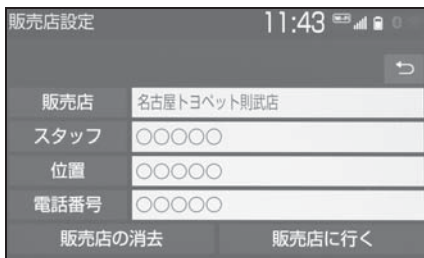 販売店設定 11:43
販売店 名古屋トヨペット則武店
スタッフ ○○○○○
位置 ○○○○○
電話番号 ○○○○○
販売店の消去 販売店に行く